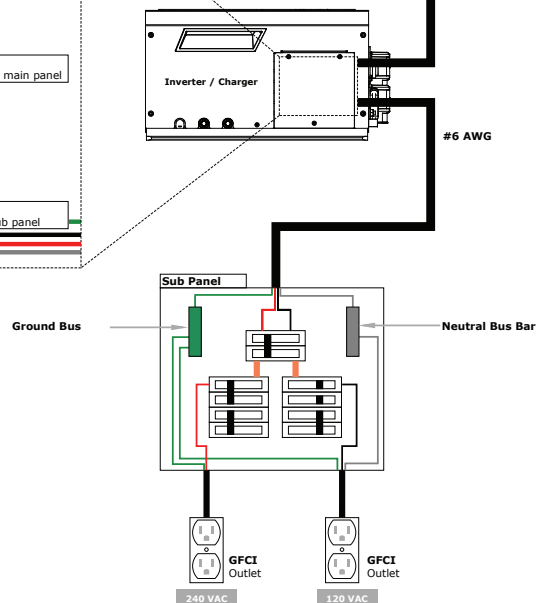 main panel
Inverter / Charger
#6 AWG
panel
Sub Panel
Ground Bus
Neutral Bus Bar
GFCI
Outlet
GFCI
Outlet
240 VAC
120 VAC